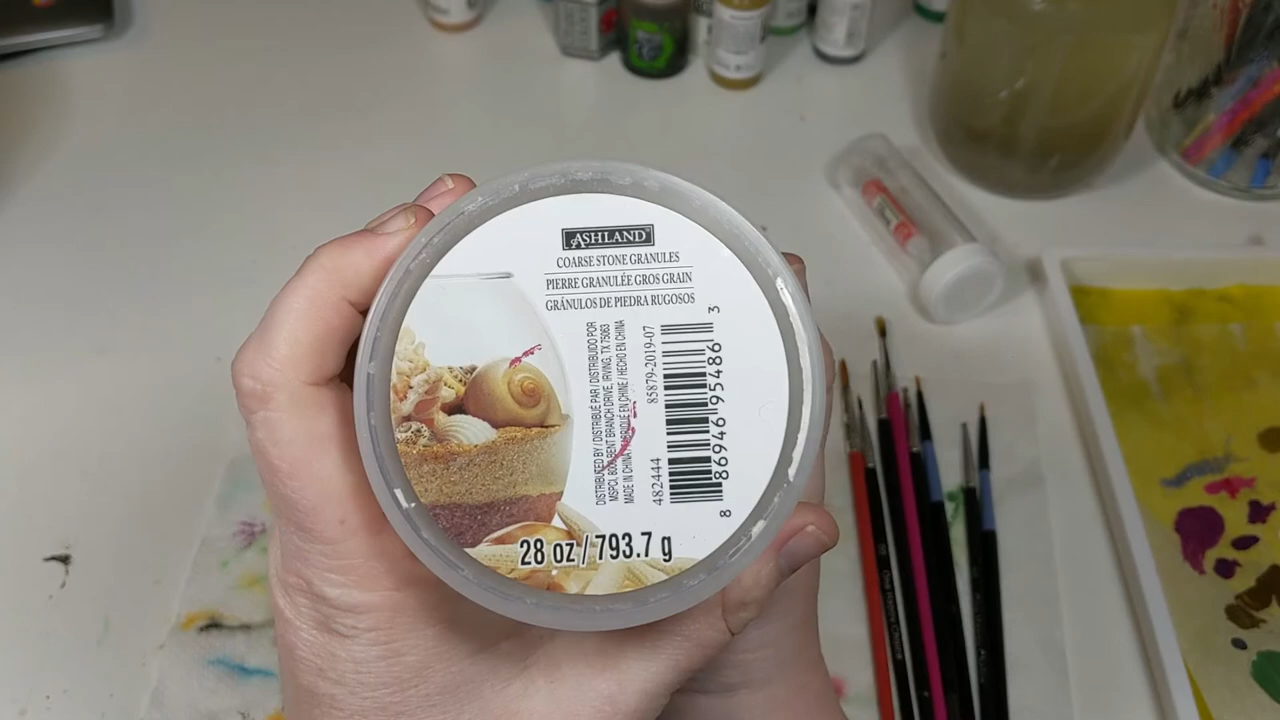 ASHLAND
COARSE STONE GRANULES
PIERRE GRANULÉE GROS GRAIN
GRÁNULOS DE PIEDRA RUGOSOS
DISTRIBUTED BY / DISTRIBUÉ PAR / DISTRIBUIDO POR
MSPCI, 8000 BENT BRANCH DRIVE, IRVING, TX 75063
MADE IN CHINA / FABRIQUÉ EN CHINE / HECHO EN CHINA
85879-2019-07
482444
8 86946 95486 3
28 oz / 793.7 g